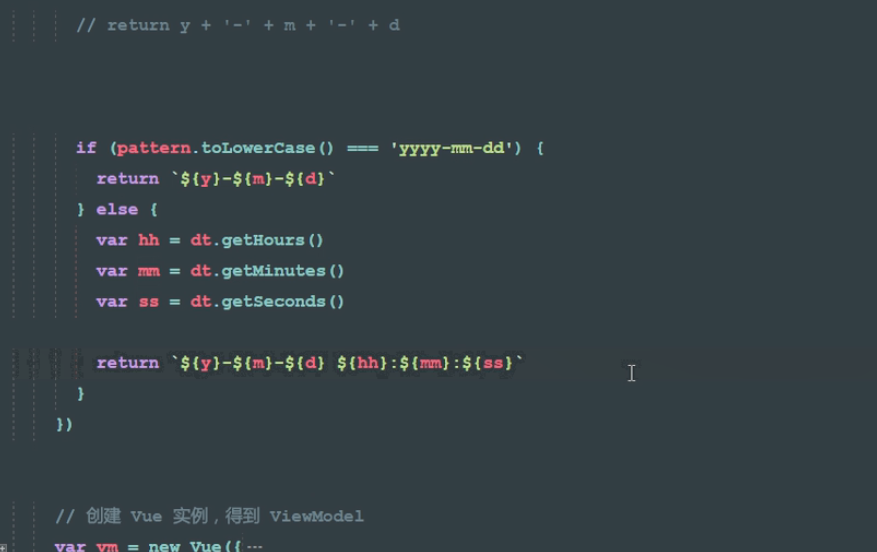 // return y + '-' + m + '-' + d
if (pattern.toLowerCase() === 'yyyy-mm-dd') {
return `${y}-${m}-${d}`
} else {
var hh = dt.getHours()
var mm = dt.getMinutes()
var ss = dt.getSeconds()
return `${y}-${m}-${d} ${hh}:${mm}:${ss}`
}
})
// 创建 Vue 实例，得到 ViewModel
var vm = new Vue({